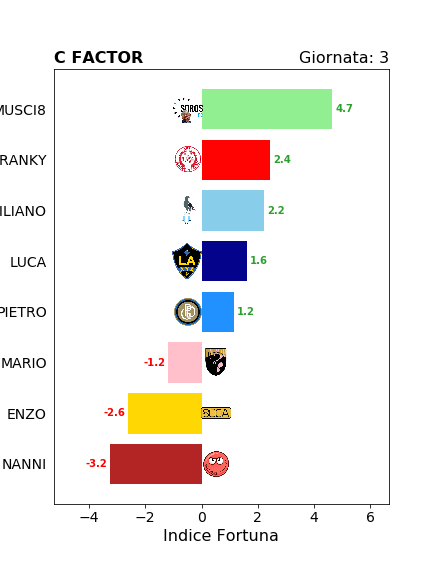 C FACTOR Giornata: 3
MUSCI8 4.7
RANKY 2.4
ILIANO 2.2
LUCA LA 1.6
PIETRO 1.2
MARIO -1.2
ENZO -2.6
NANNI -3.2
−4 −2 0 2 4 6
Indice Fortuna